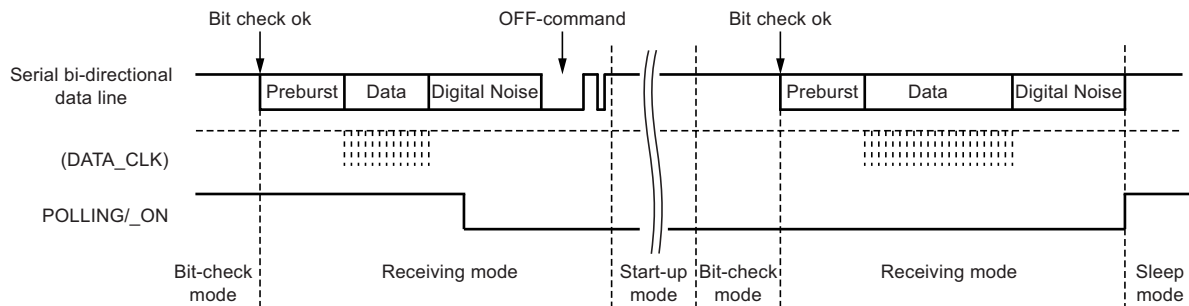 Bit check ok
OFF-command
Bit check ok
Serial bi-directional
data line
Preburst
Data
Digital Noise
Preburst
Data
Digital Noise
(DATA_CLK)
POLLING/_ON
Bit-check
mode
Receiving mode
Start-up
mode
Bit-check
mode
Receiving mode
Sleep
mode